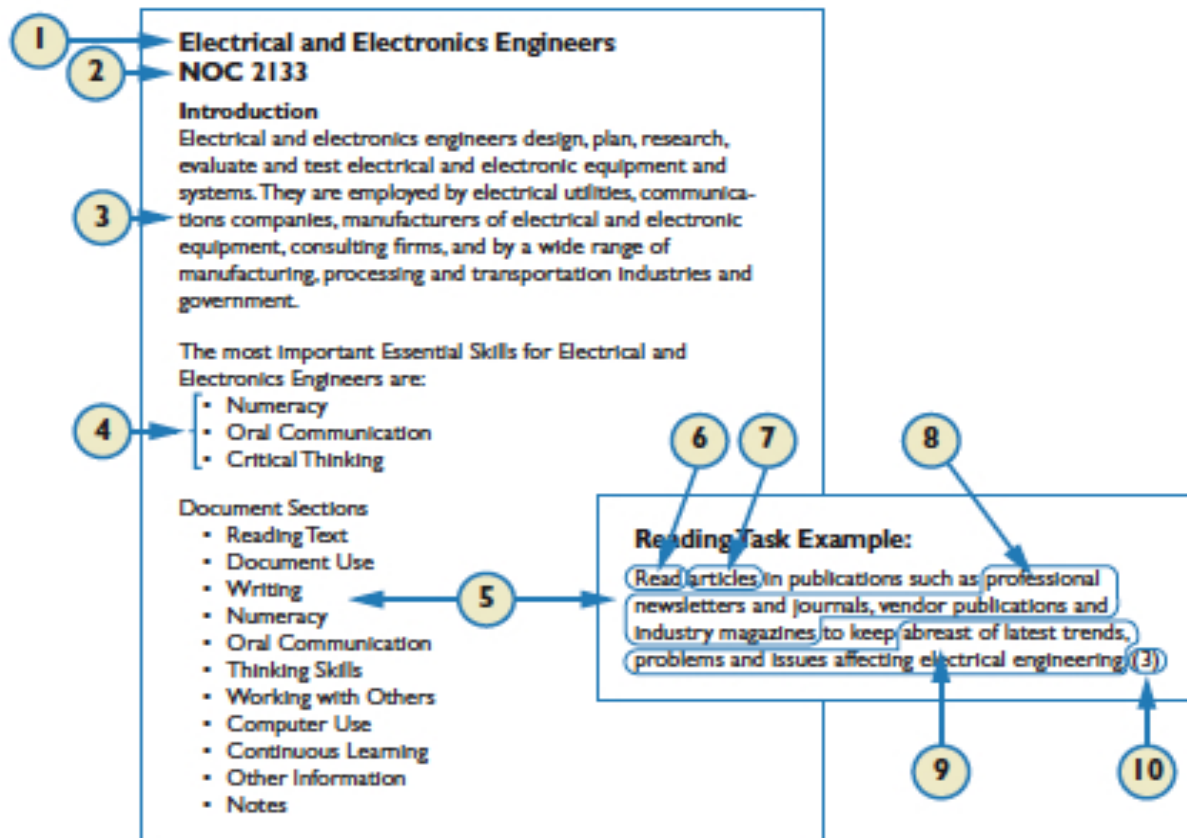 1
Electrical and Electronics Engineers
2
NOC 2133
Introduction
Electrical and electronics engineers design, plan, research,
evaluate and test electrical and electronic equipment and
systems. They are employed by electrical utilities, communica-
3
tions companies, manufacturers of electrical and electronic
equipment, consulting firms, and by a wide range of
manufacturing, processing and transportation industries and
government.
The most important Essential Skills for Electrical and
Electronics Engineers are:
4
▪ Numeracy
▪ Oral Communication
▪ Critical Thinking
Document Sections
▪ Reading Text
▪ Document Use
▪ Writing
▪ Numeracy
▪ Oral Communication
▪ Thinking Skills
▪ Working with Others
▪ Computer Use
▪ Continuous Learning
▪ Other Information
▪ Notes
5
6
7
8
Reading Task Example:
Read articles in publications such as professional
newsletters and journals, vendor publications and
industry magazines to keep abreast of latest trends,
problems and issues affecting electrical engineering (3)
9
10